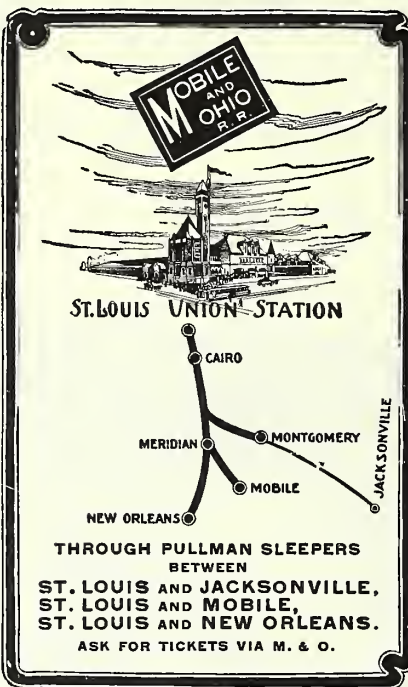 MOBILE
AND
OHIO
R. R.
ST. LOUIS UNION STATION
CAIRO
MONTGOMERY
MERIDIAN
JACKSONVILLE
MOBILE
NEW ORLEANS
THROUGH PULLMAN SLEEPERS
BETWEEN
ST. LOUIS AND JACKSONVILLE,
ST. LOUIS AND MOBILE,
ST. LOUIS AND NEW ORLEANS.
ASK FOR TICKETS VIA M. & O.